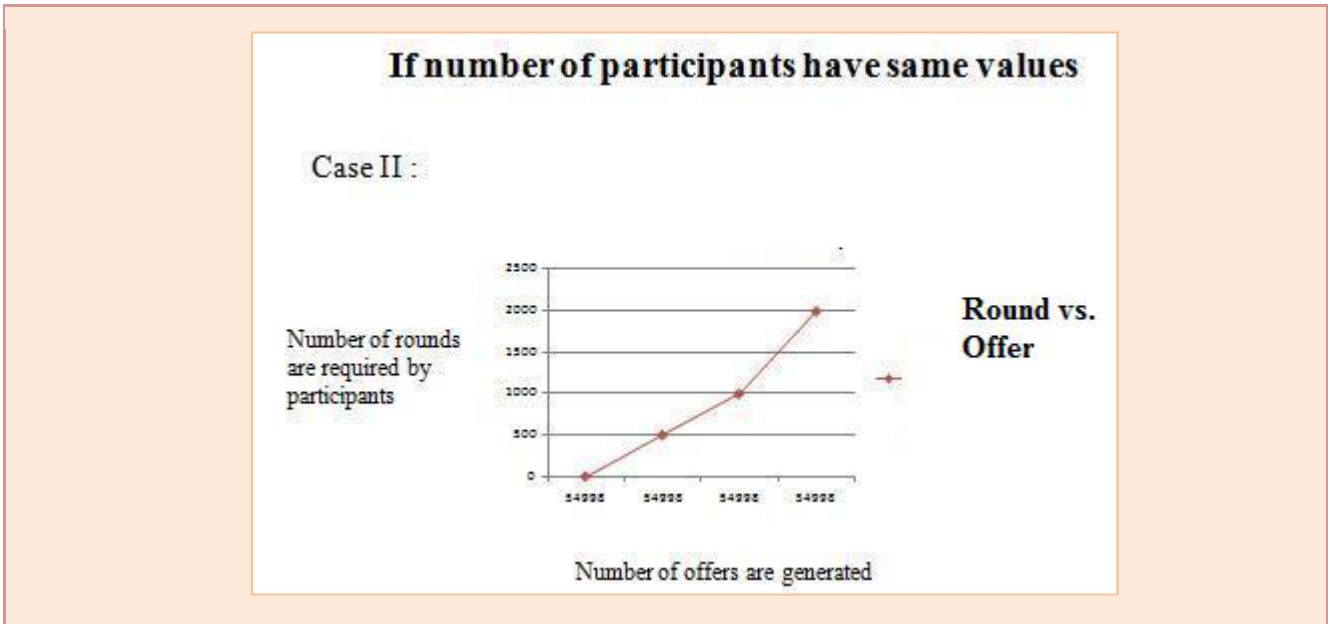 If number of participants have same values
Case II :
2500
2000
1500
1000
500
0
Number of rounds
are required by
participants
Round vs.
Offer
54998 54998 54998 54998
Number of offers are generated